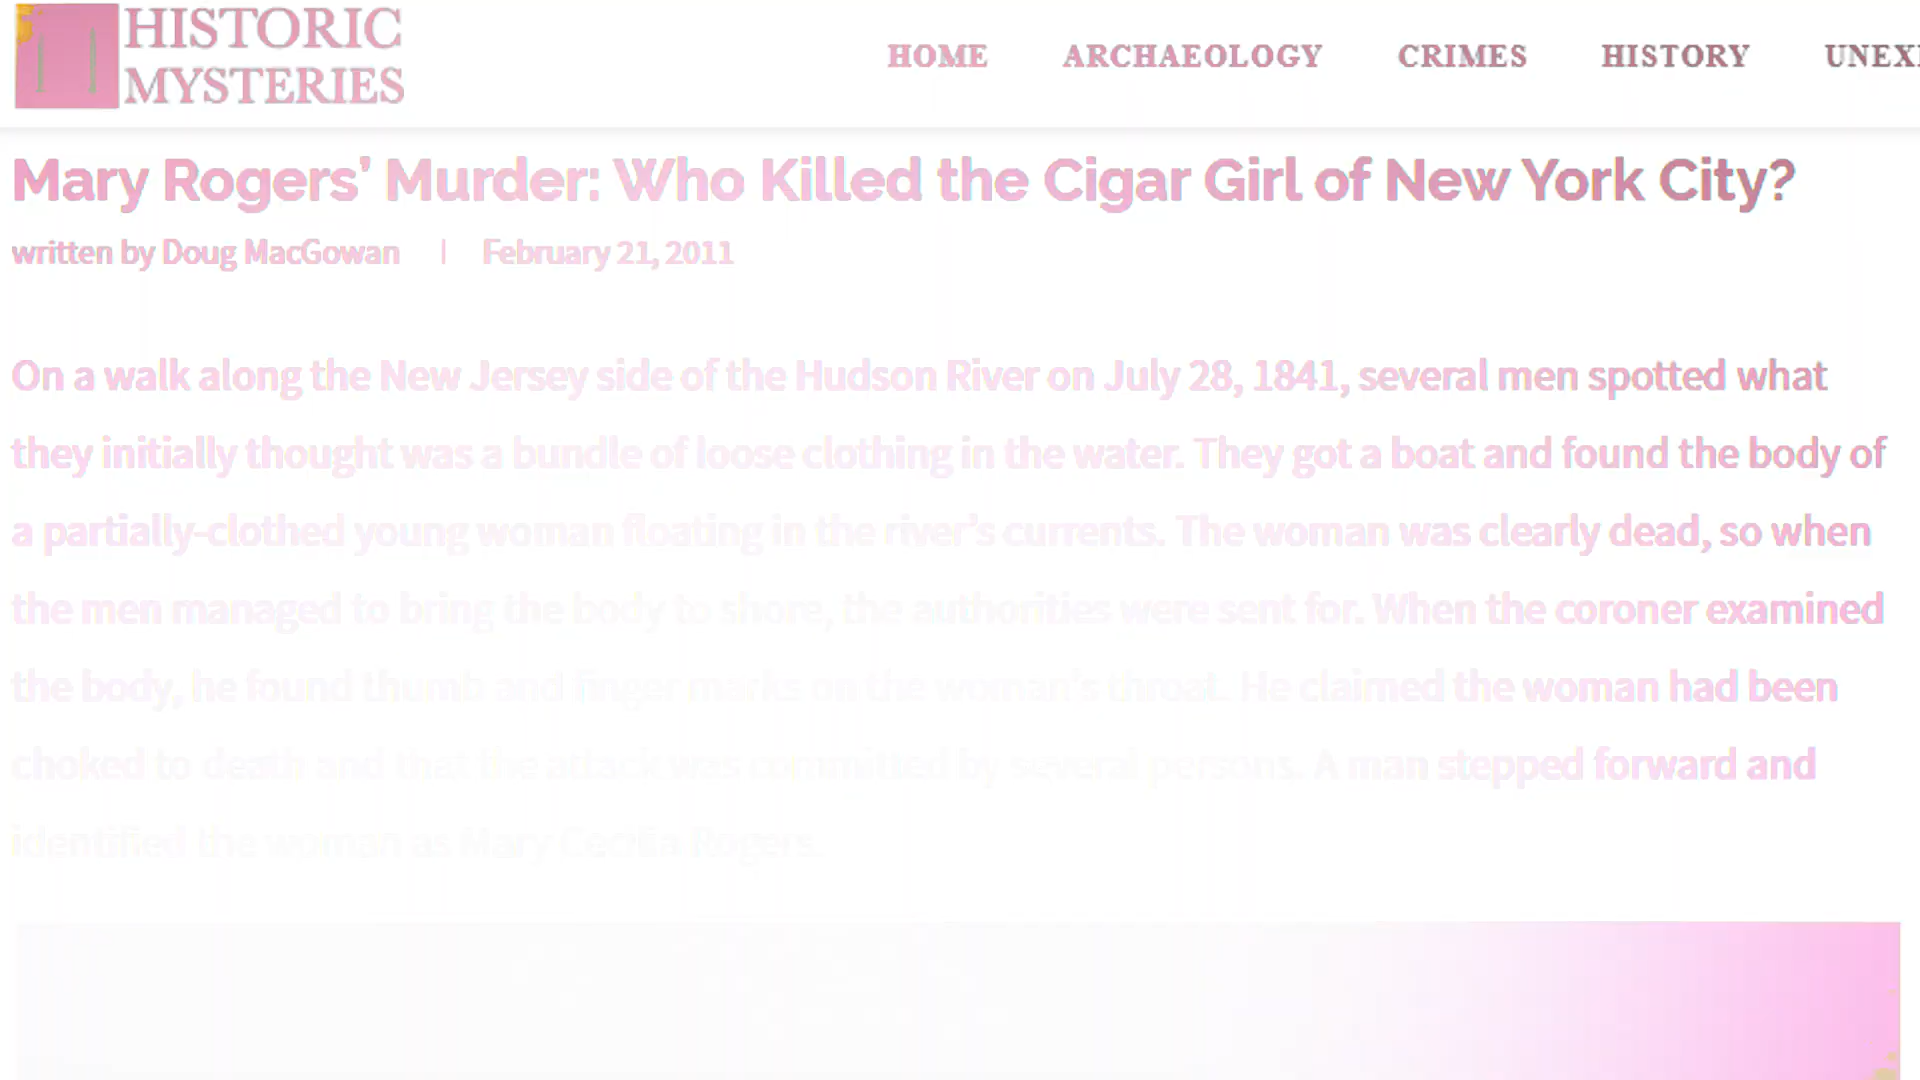 HISTORIC
MYSTERIES
HOME ARCHAEOLOGY CRIMES HISTORY UNEX
Mary Rogers’ Murder: Who Killed the Cigar Girl of New York City?
written by Doug MacGowan | February 21, 2011
On a walk along the New Jersey side of the Hudson River on July 28, 1841, several men spotted what
they initially thought was a bundle of loose clothing in the water. They got a boat and found the body of
a partially-clothed young woman floating in the river’s currents. The woman was clearly dead, so when
the men managed to bring the body to shore, the authorities were sent for. When the coroner examined
the body, he found thumb and finger marks on the woman’s throat. He claimed the woman had been
choked to death and that the attack was committed by several persons. A man stepped forward and
identified the woman as Mary Cecilia Rogers.